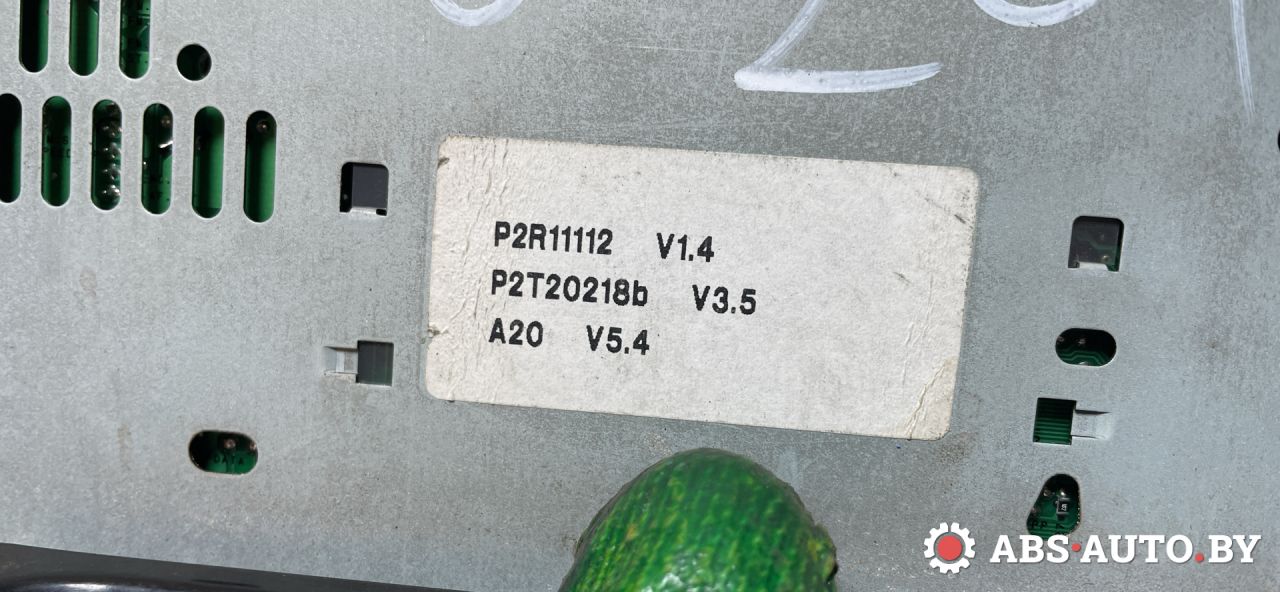 P2R11112 V1.4
P2T20218b V3.5
A20 V5.4
ABS-AUTO.BY